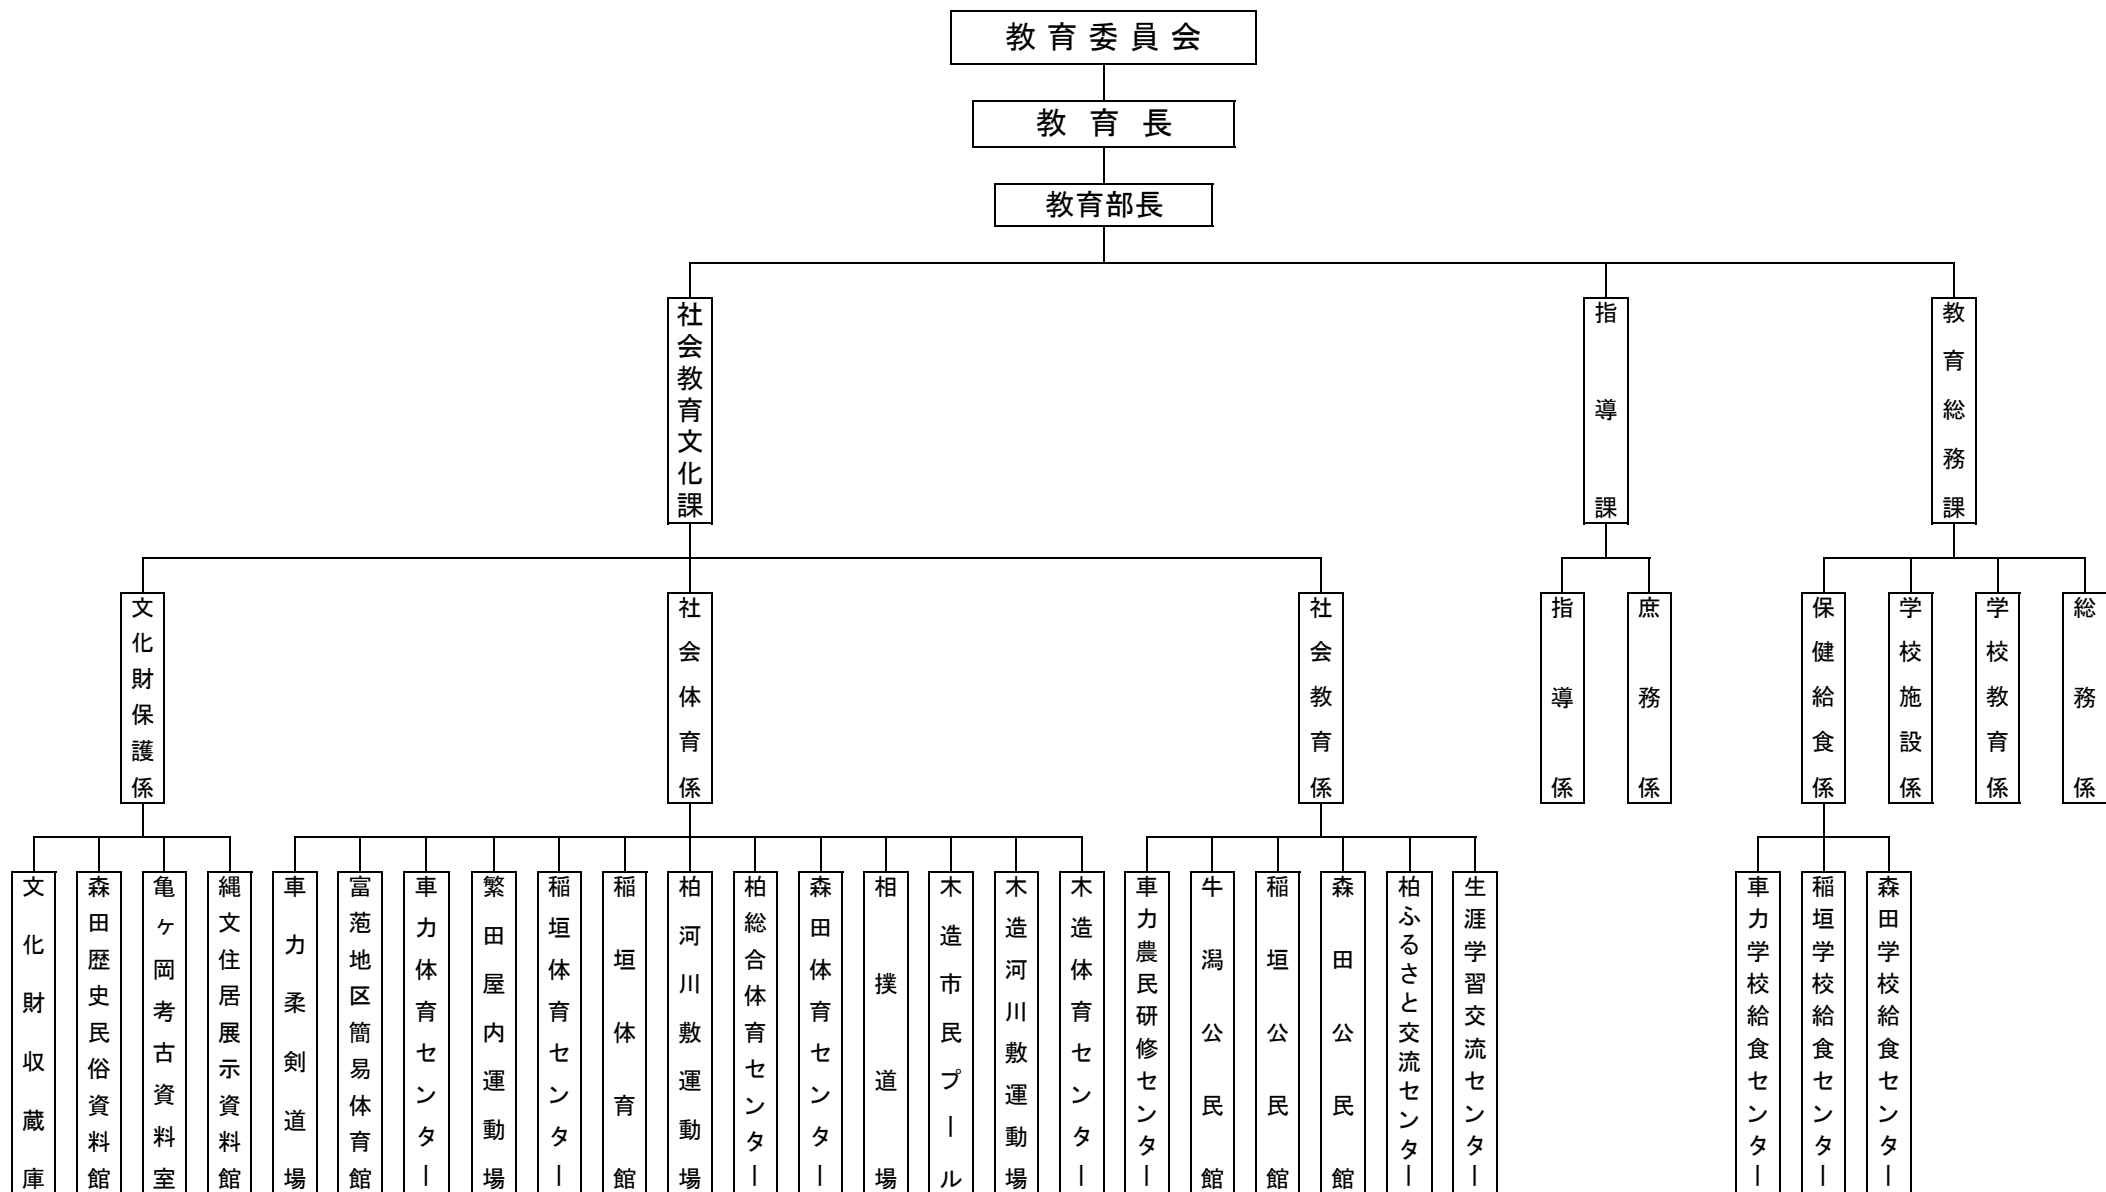 教育委員会
教育長
教育部長
社会教育文化課
指導課
教育総務課
文化財保護係
社会体育係
社会教育係
指導係
庶務係
保健給食係
学校施設係
学校教育係
総務係
文化財収蔵庫
森田歴史民俗資料館
亀ヶ岡考古資料室
縄文住居展示資料館
車力柔剣道場
富萢地区簡易体育館
車力体育センター
繁田屋内運動場
稲垣体育センター
稲垣体育館
柏河川敷運動場
柏総合体育センター
森田体育センター
相撲道場
木造市民プール
木造河川敷運動場
木造体育センター
車力農民研修センター
牛潟公民館
稲垣公民館
森田公民館
柏ふるさと交流センター
生涯学習交流センター
車力学校給食センター
稲垣学校給食センター
森田学校給食センター